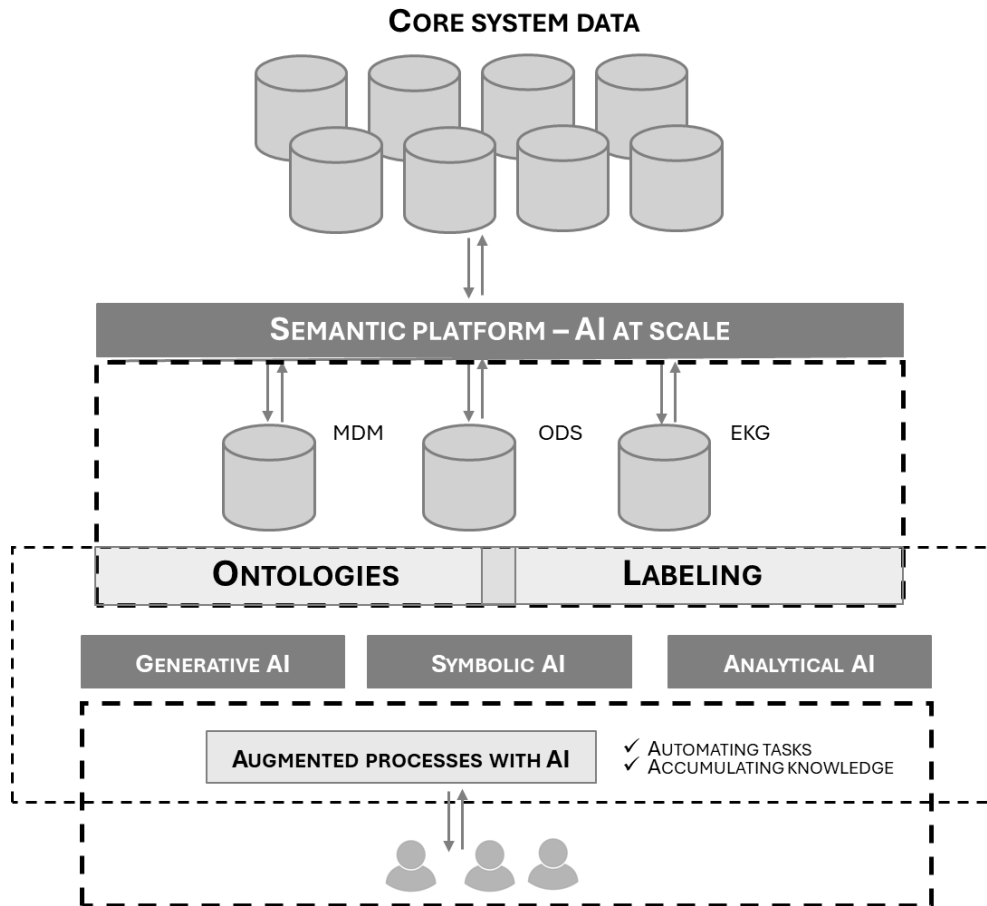 CORE SYSTEM DATA
SEMANTIC PLATFORM – AI AT SCALE
MDM
ODS
EKG
ONTOLOGIES
LABELING
GENERATIVE AI
SYMBOLIC AI
ANALYTICAL AI
AUGMENTED PROCESSES WITH AI
✓ AUTOMATING TASKS
✓ ACCUMULATING KNOWLEDGE